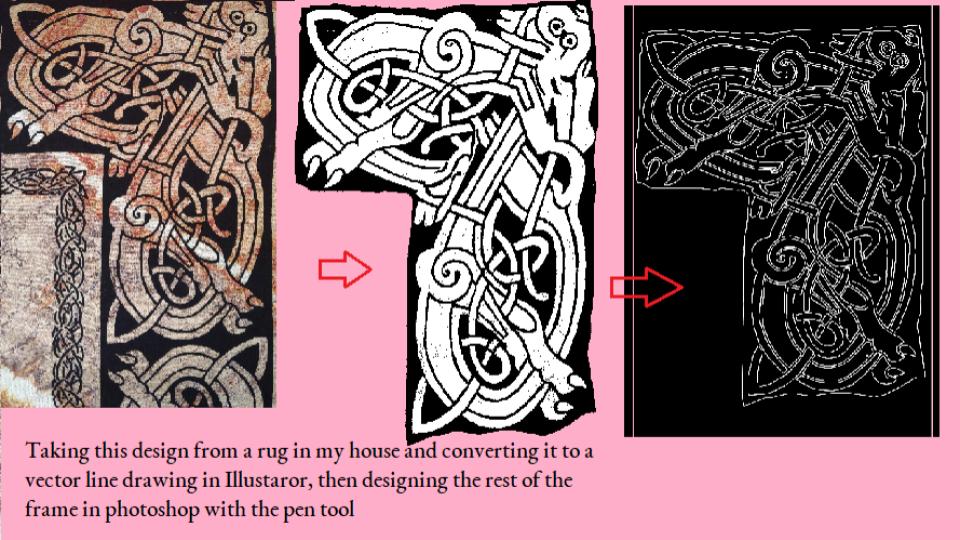 Taking this design from a rug in my house and converting it to a
vector line drawing in Illustaror, then designing the rest of the
frame in photoshop with the pen tool